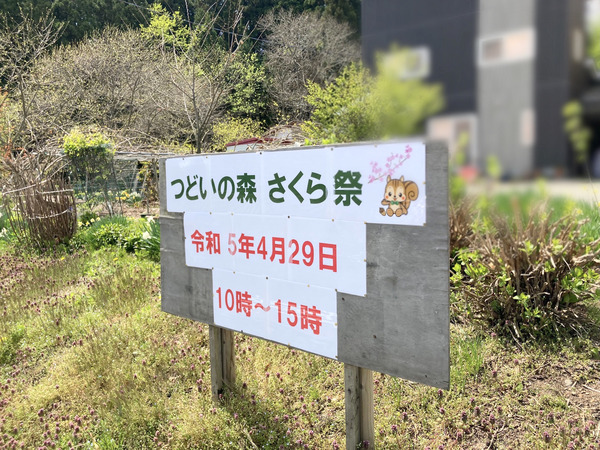 つどいの森 さくら祭
令和 5年4月29日
10時～15時